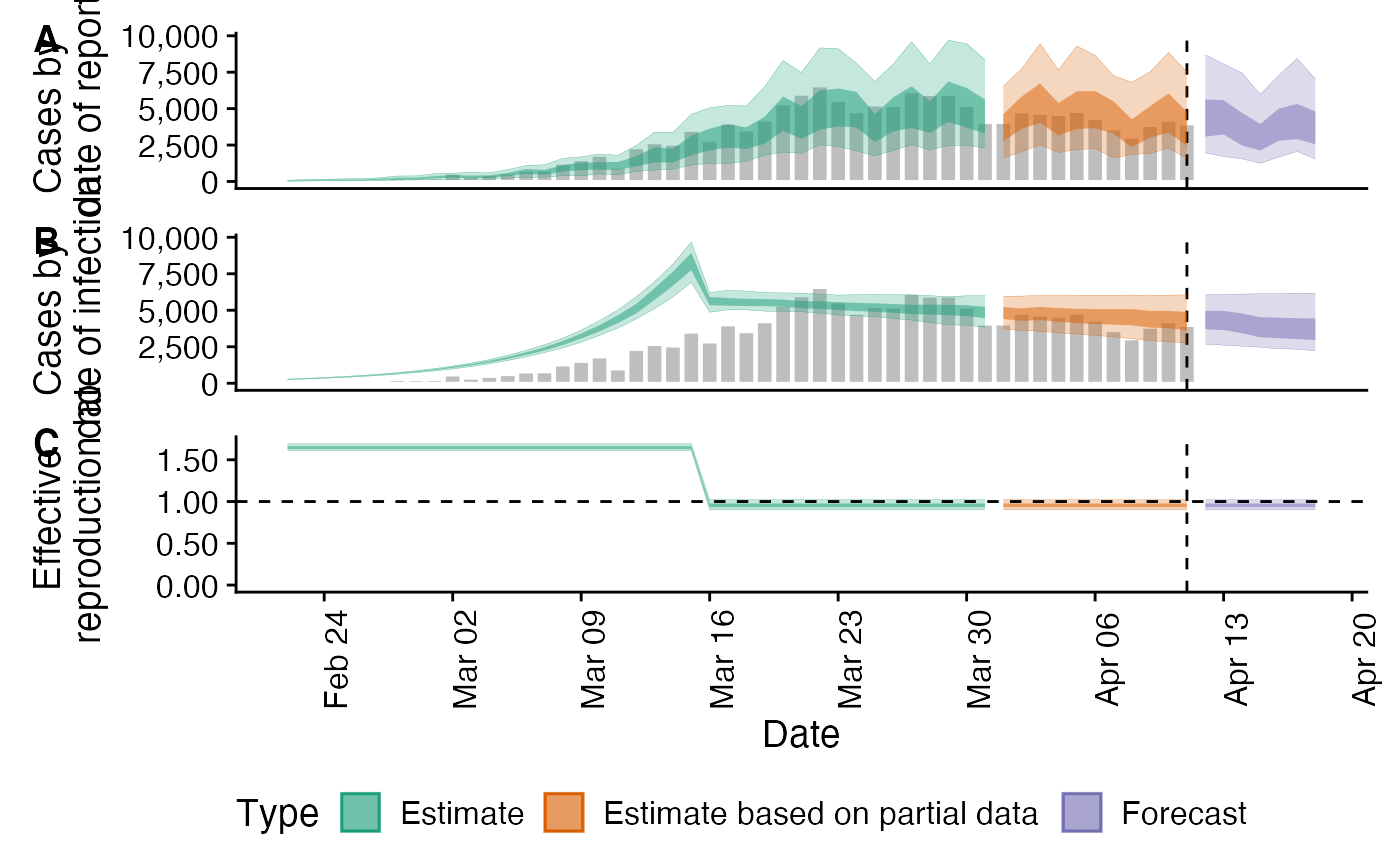 A
Cases by
date of report
10,000
7,500
5,000
2,500
0
B
Cases by
date of infection
10,000
7,500
5,000
2,500
0
C
Effective
reproduction no.
1.50
1.00
0.50
0.00
Feb 24
Mar 02
Mar 09
Mar 16
Mar 23
Mar 30
Apr 06
Apr 13
Apr 20
Date
Type
Estimate
Estimate based on partial data
Forecast